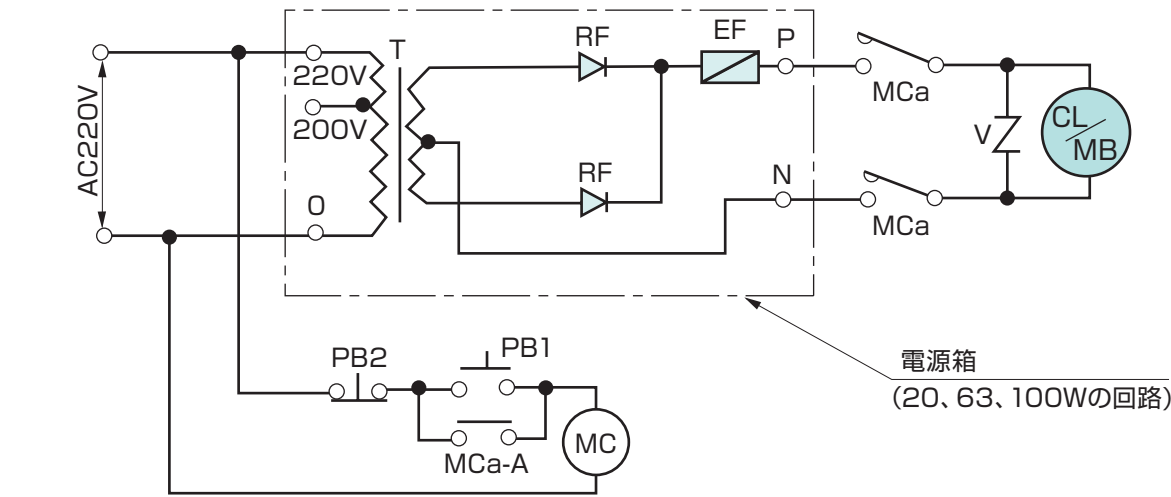 AC220V
220V
200V
0
T
RF
RF
EF
P
N
MCa
MCa
V
CL
MB
電源箱
(20、63、100Wの回路)
PB2
PB1
MCa-A
MC